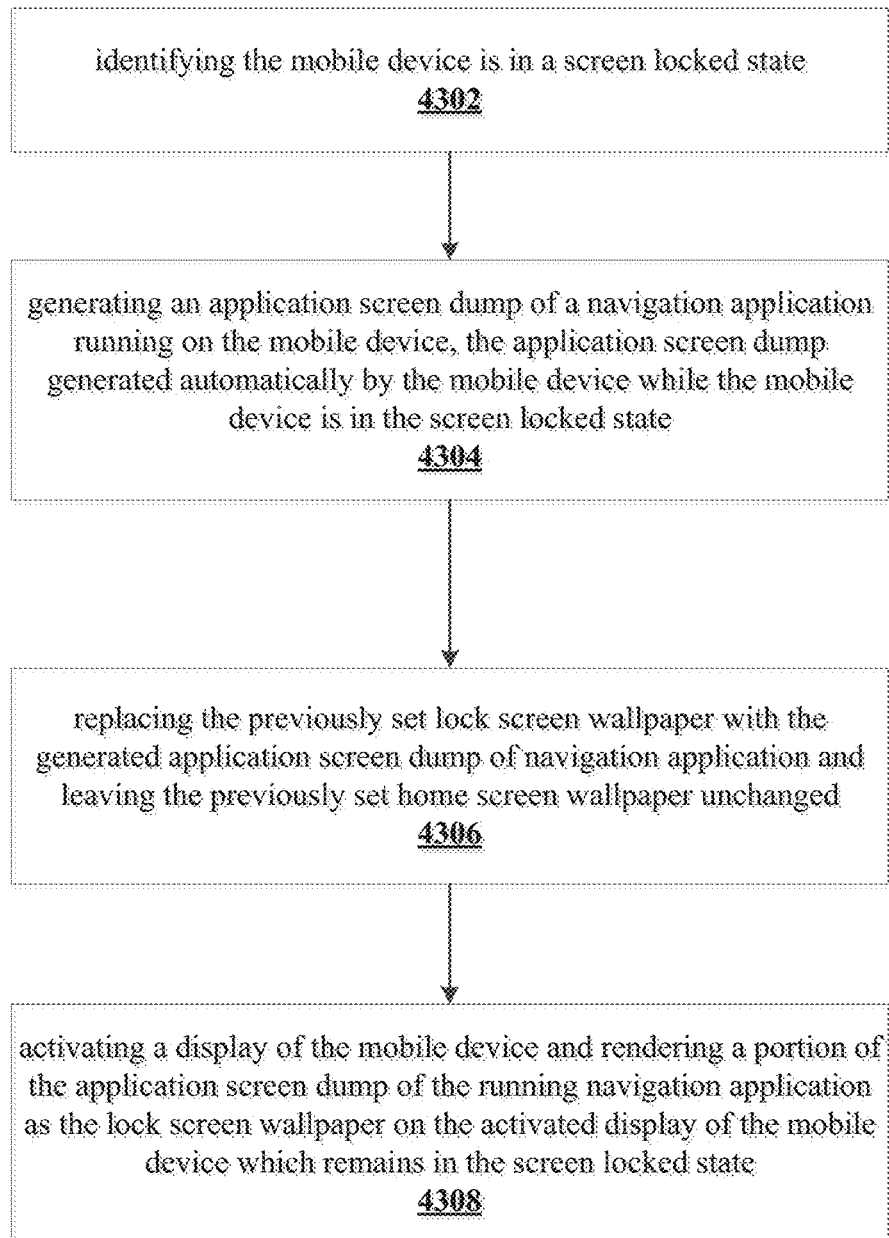 identifying the mobile device is in a screen locked state
4302
generating an application screen dump of a navigation application
running on the mobile device, the application screen dump
generated automatically by the mobile device while the mobile
device is in the screen locked state
4304
replacing the previously set lock screen wallpaper with the
generated application screen dump of navigation application and
leaving the previously set home screen wallpaper unchanged
4306
activating a display of the mobile device and rendering a portion of
the application screen dump of the running navigation application
as the lock screen wallpaper on the activated display of the mobile
device which remains in the screen locked state
4308